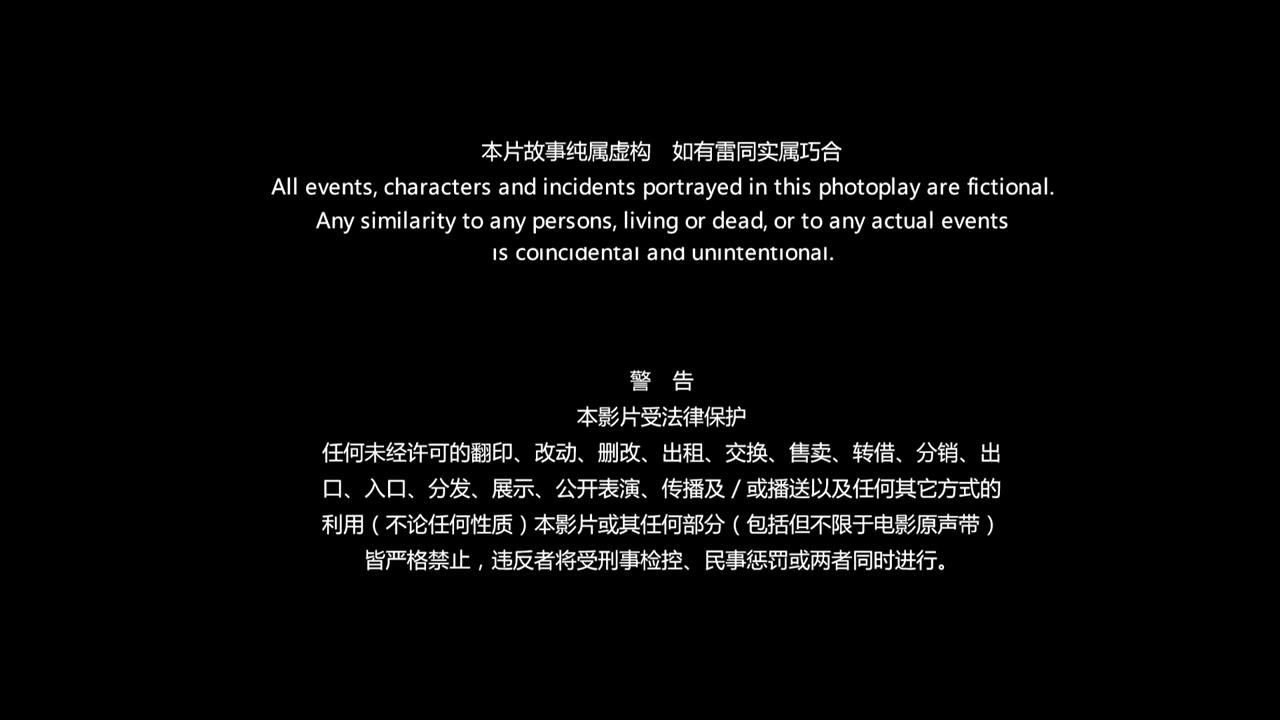 本片故事纯属虚构 如有雷同实属巧合
All events, characters and incidents portrayed in this photoplay are fictional.
Any similarity to any persons, living or dead, or to any actual events
is coincidental and unintentional.
警 告
本影片受法律保护
任何未经许可的翻印、改动、删改、出租、交换、售卖、转借、分销、出
口、入口、分发、展示、公开表演、传播及/或播送以及任何其它方式的
利用(不论任何性质)本影片或其任何部分(包括但不限于电影原声带)
皆严格禁止,违反者将受刑事检控、民事惩罚或两者同时进行。